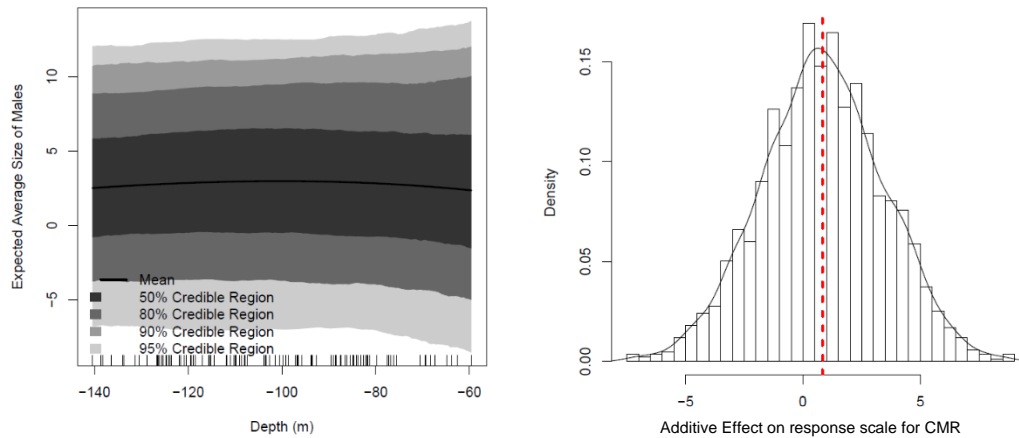 Expected Average Size of Males
10
5
0
−5
Mean
50% Credible Region
80% Credible Region
90% Credible Region
95% Credible Region
−140
−120
−100
−80
−60
Depth (m)
Density
0.15
0.10
0.05
0.00
−5
0
5
Additive Effect on response scale for CMR